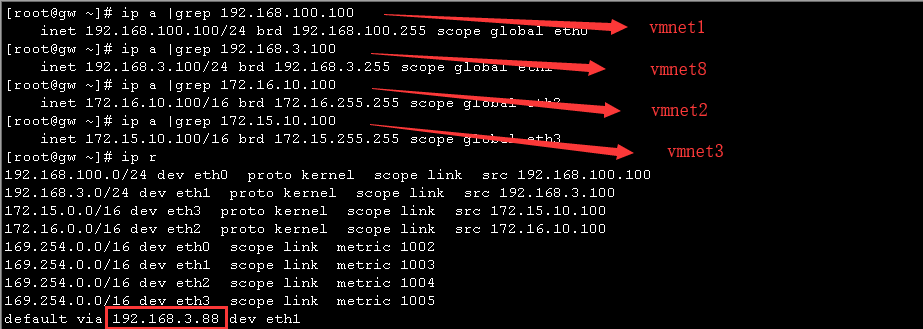 [root@gw ~]# ip a |grep 192.168.100.100
inet 192.168.100.100/24 brd 192.168.100.255 scope global eth0
vmnet1
[root@gw ~]# ip a |grep 192.168.3.100
inet 192.168.3.100/24 brd 192.168.3.255 scope global eth1
vmnet8
[root@gw ~]# ip a |grep 172.16.10.100
inet 172.16.10.100/16 brd 172.16.255.255 scope global eth2
vmnet2
[root@gw ~]# ip a |grep 172.15.10.100
inet 172.15.10.100/16 brd 172.15.255.255 scope global eth3
vmnet3
[root@gw ~]# ip r
192.168.100.0/24 dev eth0  proto kernel  scope link  src 192.168.100.100
192.168.3.0/24 dev eth1  proto kernel  scope link  src 192.168.3.100
172.15.0.0/16 dev eth3  proto kernel  scope link  src 172.15.10.100
172.16.0.0/16 dev eth2  proto kernel  scope link  src 172.16.10.100
169.254.0.0/16 dev eth0  scope link  metric 1002
169.254.0.0/16 dev eth1  scope link  metric 1003
169.254.0.0/16 dev eth2  scope link  metric 1004
169.254.0.0/16 dev eth3  scope link  metric 1005
default via 192.168.3.88 dev eth1